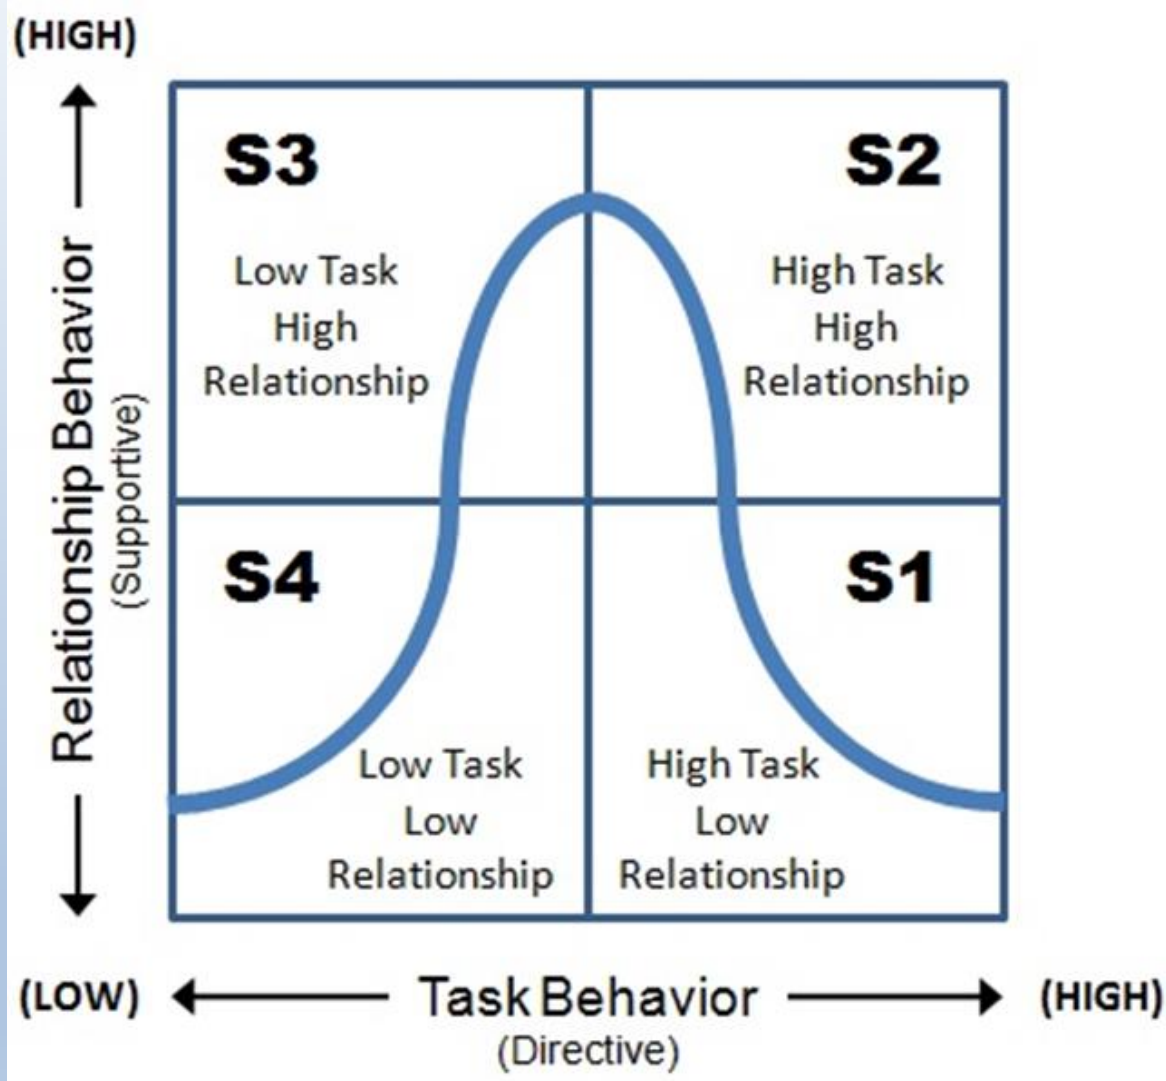 (HIGH)
Relationship Behavior
(Supportive)
S3
Low Task
High
Relationship
S2
High Task
High
Relationship
S4
Low Task
Low
Relationship
S1
High Task
Low
Relationship
(LOW)
Task Behavior
(Directive)
(HIGH)